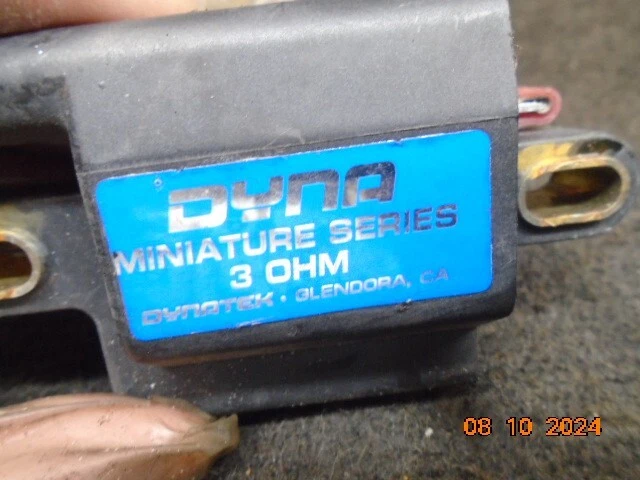 DYNA
MINIATURE SERIES
3 OHM
DYNATEK • GLENDORA, CA
08 10 2024